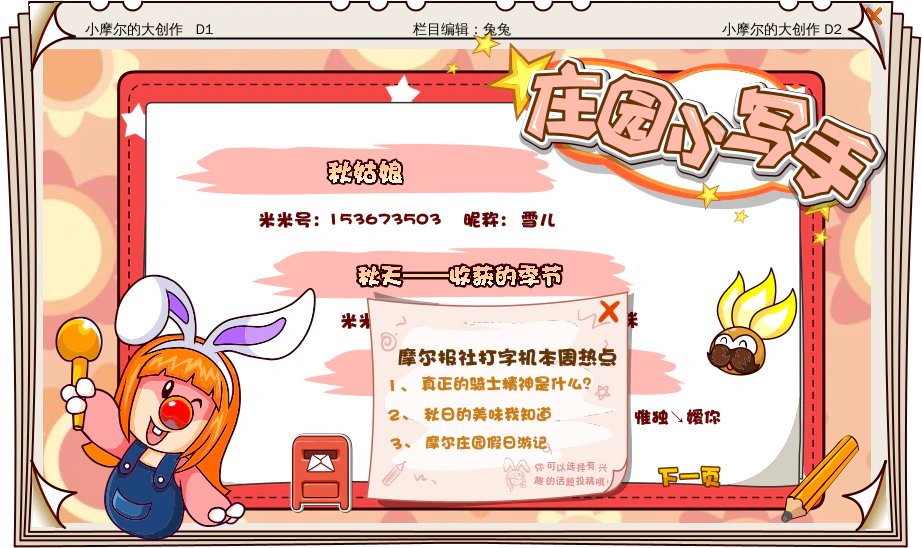 小摩尔的大创作 D1
栏目编辑：兔兔
小摩尔的大创作 D2
庄园小写手
秋姑娘
米米号：153673503 昵称：雪儿
秋天——收获的季节
米米
摩尔报社打字机本周热点
1、真正的骑士精神是什么？
2、秋日的美味我知道
惟独↘嫒你
3、摩尔庄园假日游记
你可以选择有兴
趣的话题投稿哦！
下一页